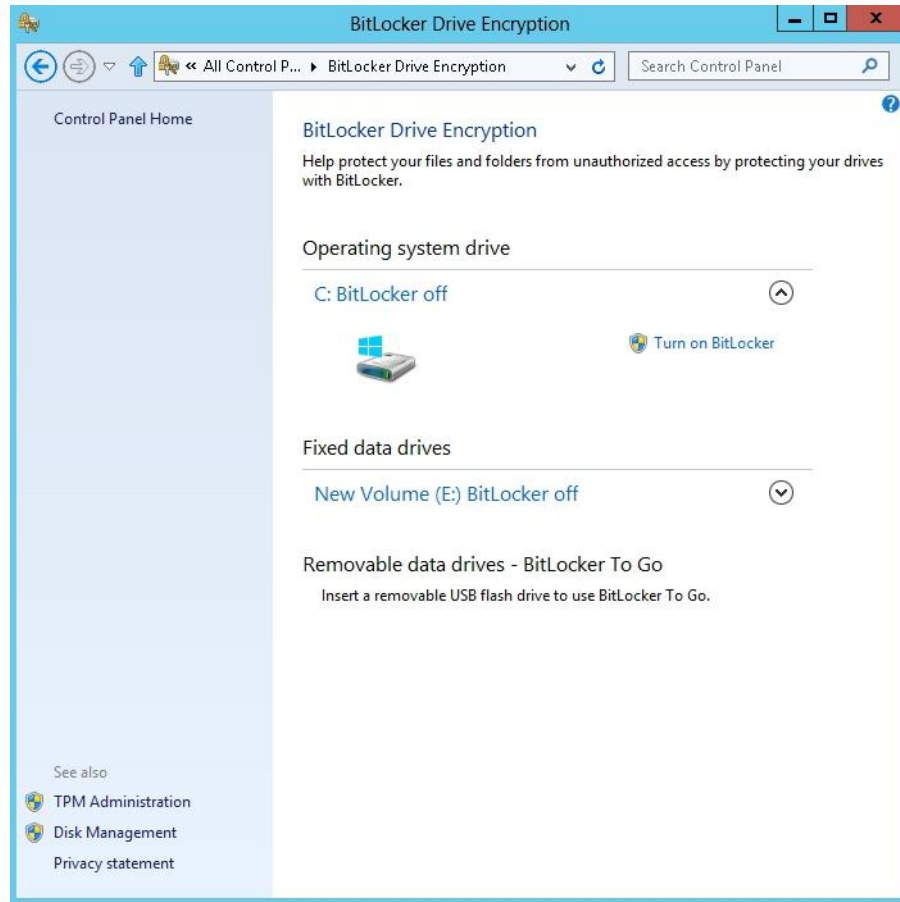 BitLocker Drive Encryption
« All Control P... ▸ BitLocker Drive Encryption
Search Control Panel
Control Panel Home
BitLocker Drive Encryption
Help protect your files and folders from unauthorized access by protecting your drives
with BitLocker.
Operating system drive
C: BitLocker off
Turn on BitLocker
Fixed data drives
New Volume (E:) BitLocker off
Removable data drives - BitLocker To Go
Insert a removable USB flash drive to use BitLocker To Go.
See also
TPM Administration
Disk Management
Privacy statement